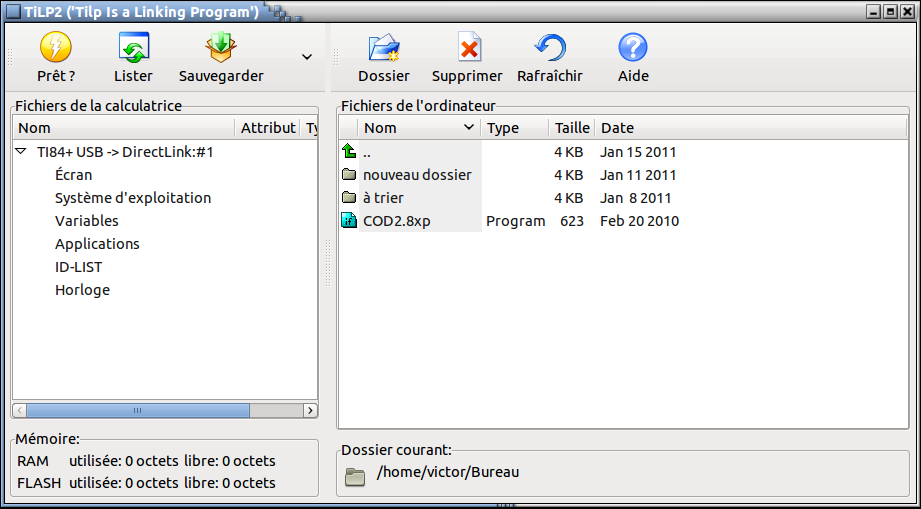 TiLP2 ('Tilp Is a Linking Program')
Prêt ? Lister Sauvegarder Dossier Supprimer Rafraîchir Aide
Fichiers de la calculatrice
Nom Attribut Ty
TI84+ USB -> DirectLink:#1
Écran
Système d'exploitation
Variables
Applications
ID-LIST
Horloge
Mémoire:
RAM utilisée: 0 octets libre: 0 octets
FLASH utilisée: 0 octets libre: 0 octets
Fichiers de l'ordinateur
Nom Type Taille Date
.. 4 KB Jan 15 2011
nouveau dossier 4 KB Jan 11 2011
à trier 4 KB Jan 8 2011
COD2.8xp Program 623 Feb 20 2010
Dossier courant:
/home/victor/Bureau